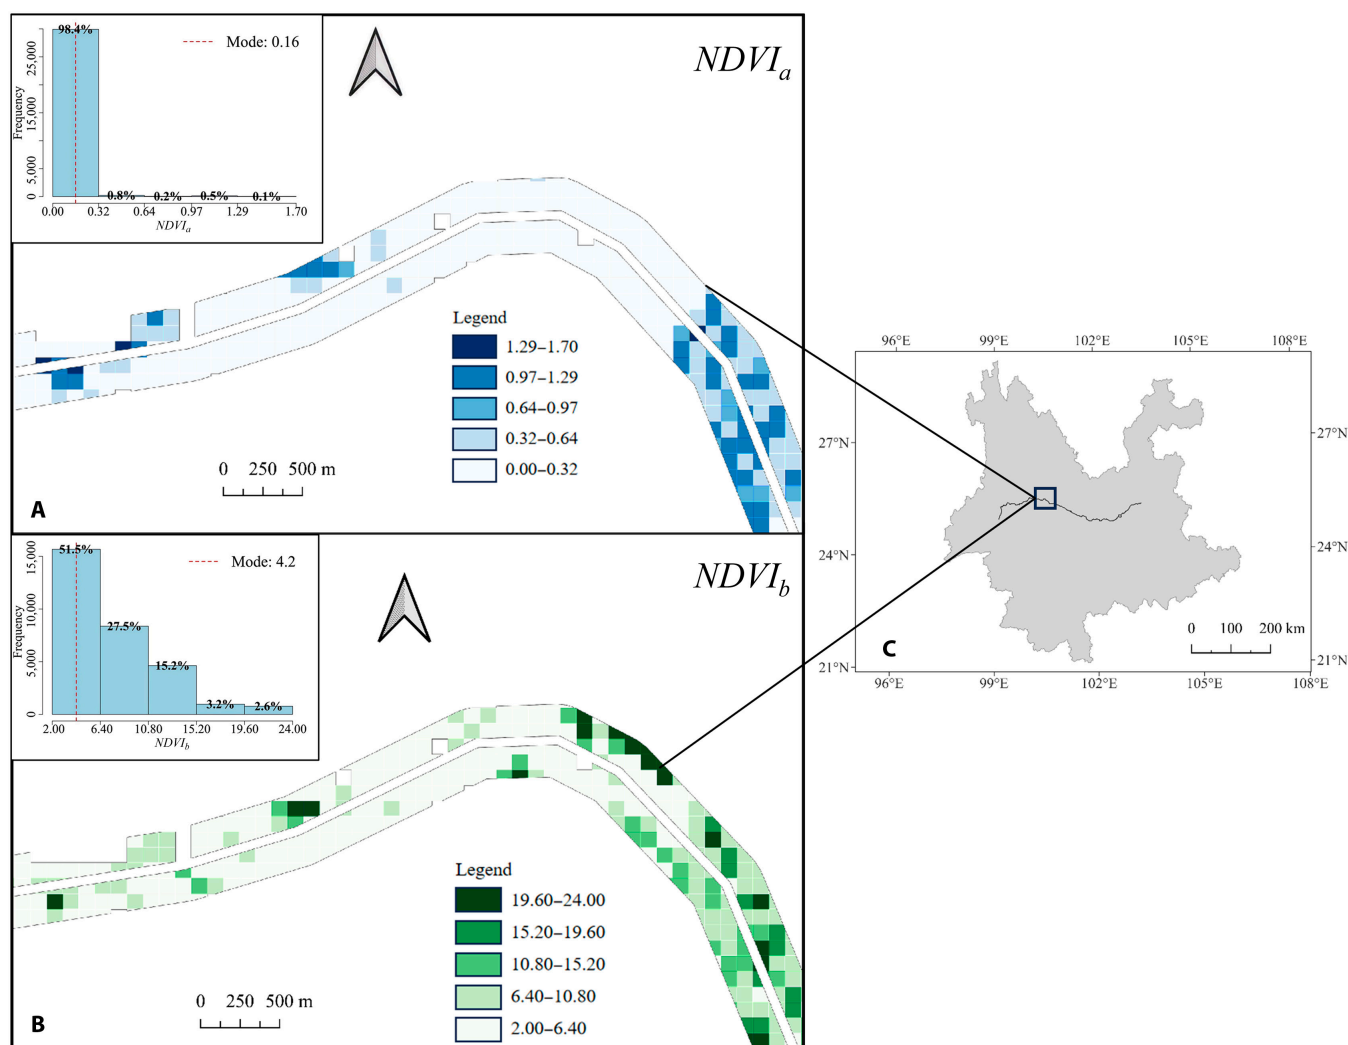 98.4%
Mode: 0.16
NDVIa
25,000
15,000
5,000
0
Frequency
0.8%
0.2%
0.5%
0.1%
0.00
0.32
0.64
0.97
1.29
1.70
NDVIa
Legend
1.29–1.70
0.97–1.29
0.64–0.97
0.32–0.64
0.00–0.32
0 250 500 m
A
51.5%
Mode: 4.2
NDVIb
15,000
10,000
5,000
0
Frequency
27.5%
15.2%
3.2%
2.6%
2.00
6.40
10.80
15.20
19.60
24.00
NDVIb
Legend
19.60–24.00
15.20–19.60
10.80–15.20
6.40–10.80
2.00–6.40
0 250 500 m
B
96°E 99°E 102°E 105°E 108°E
27°N
27°N
24°N
24°N
21°N
21°N
0 100 200 km
C
96°E 99°E 102°E 105°E 108°E